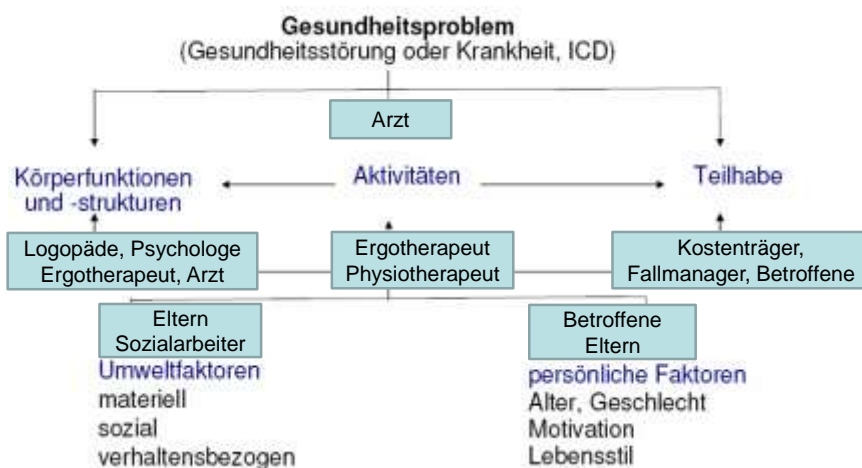 Gesundheitsproblem
(Gesundheitsstörung oder Krankheit, ICD)
Arzt
Körperfunktionen
und -strukturen
Aktivitäten
Teilhabe
Logopäde, Psychologe
Ergotherapeut, Arzt
Ergotherapeut
Physiotherapeut
Kostenträger,
Fallmanager, Betroffene
Eltern
Sozialarbeiter
Umweltfaktoren
materiell
sozial
verhaltensbezogen
Betroffene
Eltern
persönliche Faktoren
Alter, Geschlecht
Motivation
Lebensstil